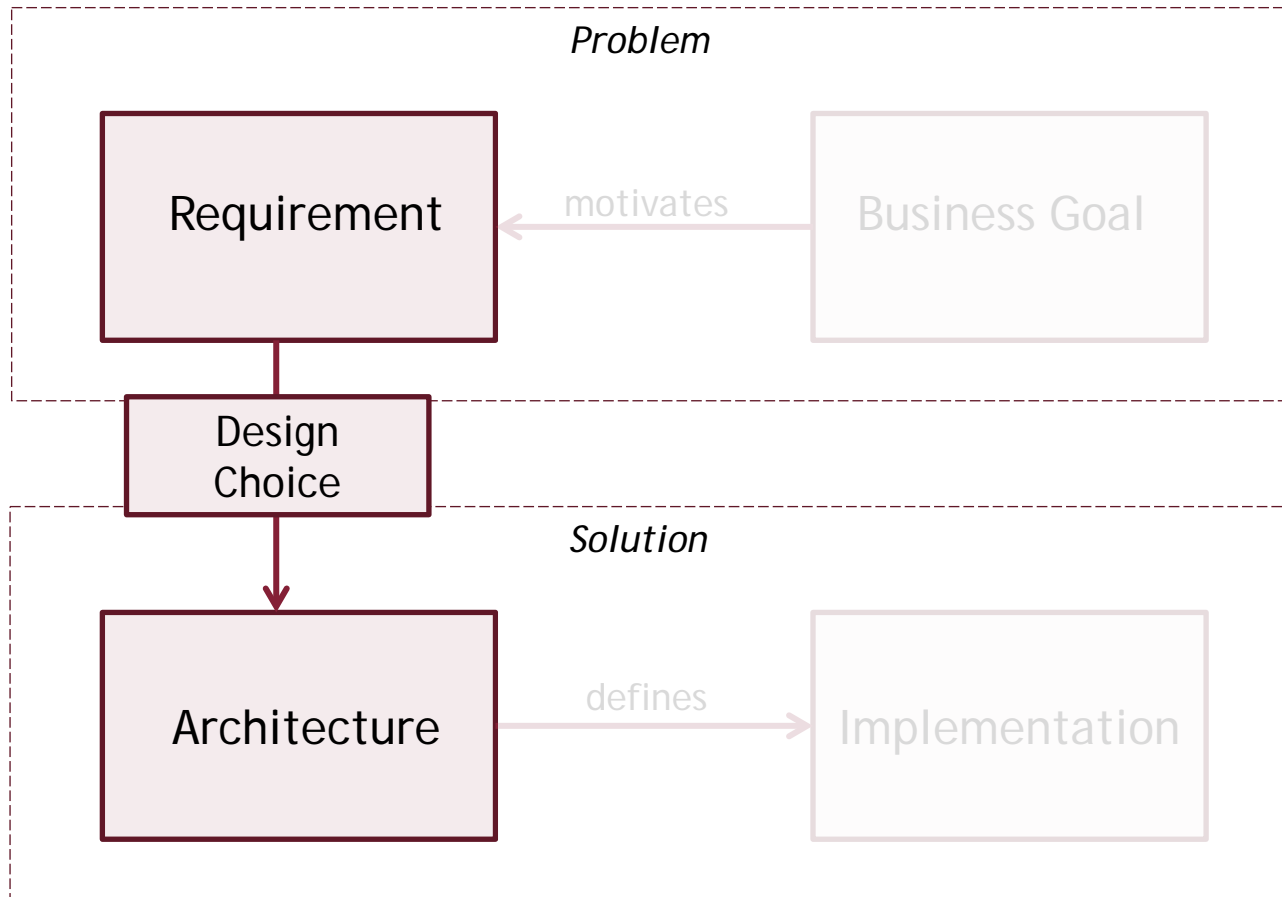 Problem
Requirement
motivates
Business Goal
Design
Choice
Solution
Architecture
defines
Implementation